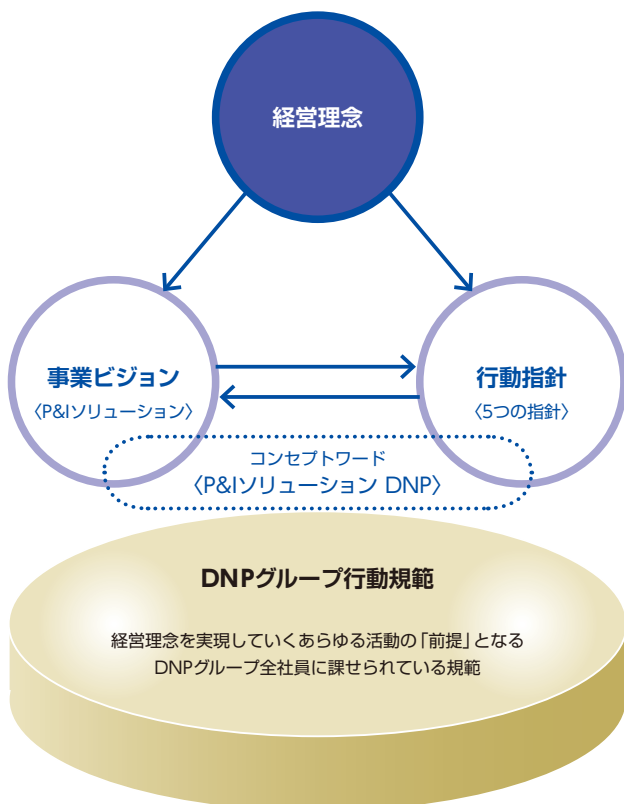 経営理念
事業ビジョン
〈P&Iソリューション〉
行動指針
〈5つの指針〉
コンセプトワード
〈P&Iソリューション DNP〉
DNPグループ行動規範
経営理念を実現していくあらゆる活動の「前提」となる
DNPグループ全社員に課せられている規範